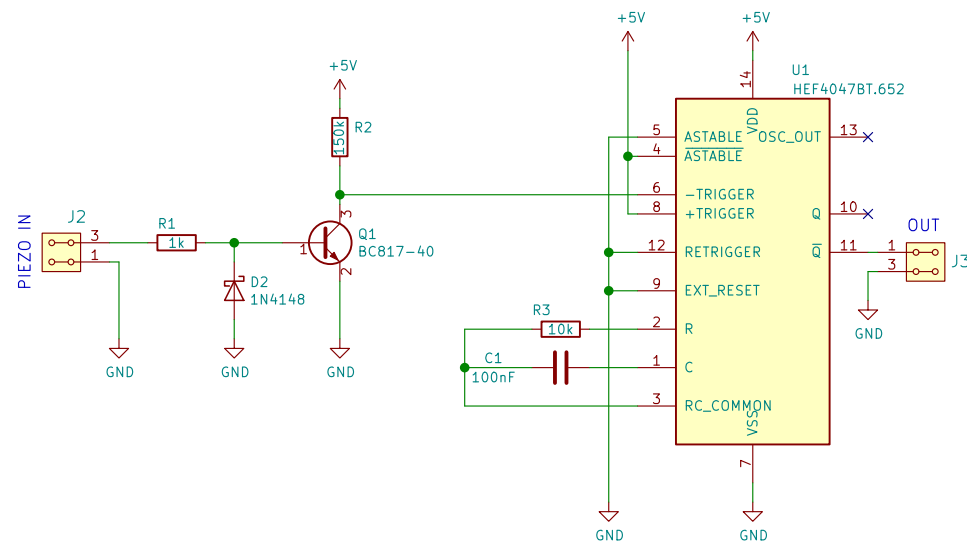 +5V
+5V
U1
HEF4047BT.652
14
VDD
+5V
R2
150k
5
ASTABLE
OSC_OUT
13
4
ASTABLE
6
-TRIGGER
8
+TRIGGER
Q
10
PIEZO IN
J2
3
1
R1
1k
1
3
2
Q1
BC817-40
12
RETRIGGER
Q
11
OUT
1
3
J3
D2
1N4148
9
EXT_RESET
GND
R3
10k
2
R
GND
GND
GND
C1
100nF
1
C
3
RC_COMMON
VSS
7
GND
GND